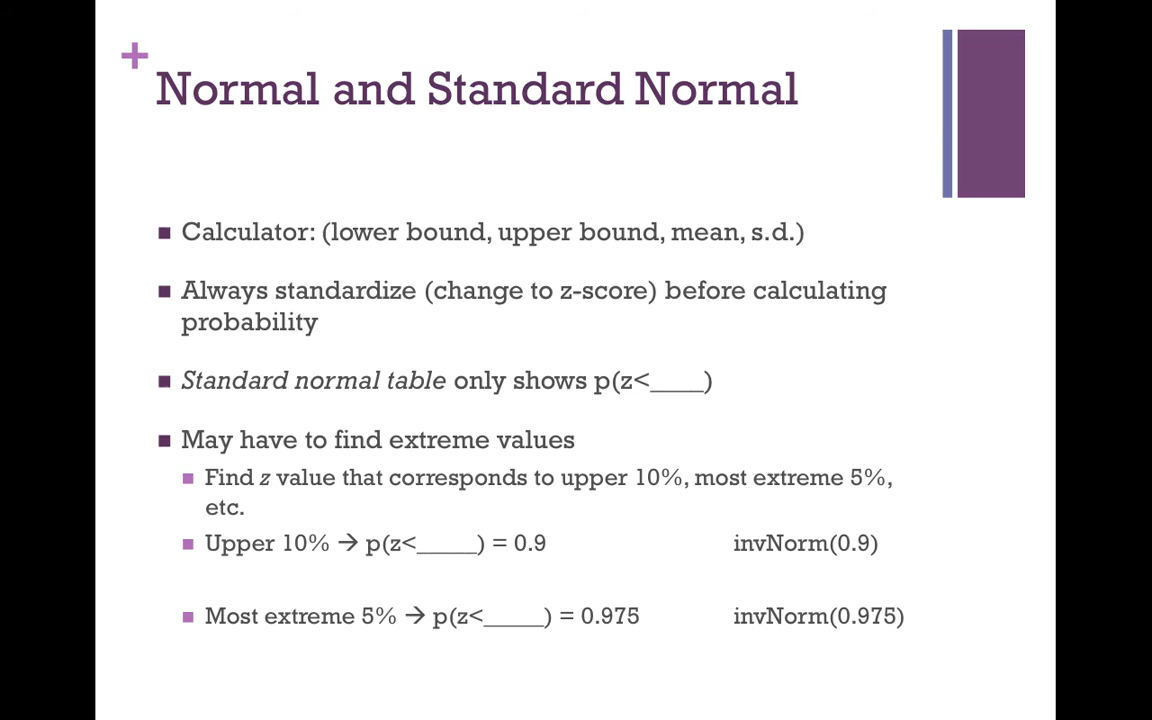 +
Normal and Standard Normal
■ Calculator: (lower bound, upper bound, mean, s.d.)
■ Always standardize (change to z-score) before calculating
probability
■ Standard normal table only shows p(z<____)
■ May have to find extreme values
■ Find z value that corresponds to upper 10%, most extreme 5%,
etc.
■ Upper 10% → p(z<_____) = 0.9 invNorm(0.9)
■ Most extreme 5% → p(z<_____) = 0.975 invNorm(0.975)